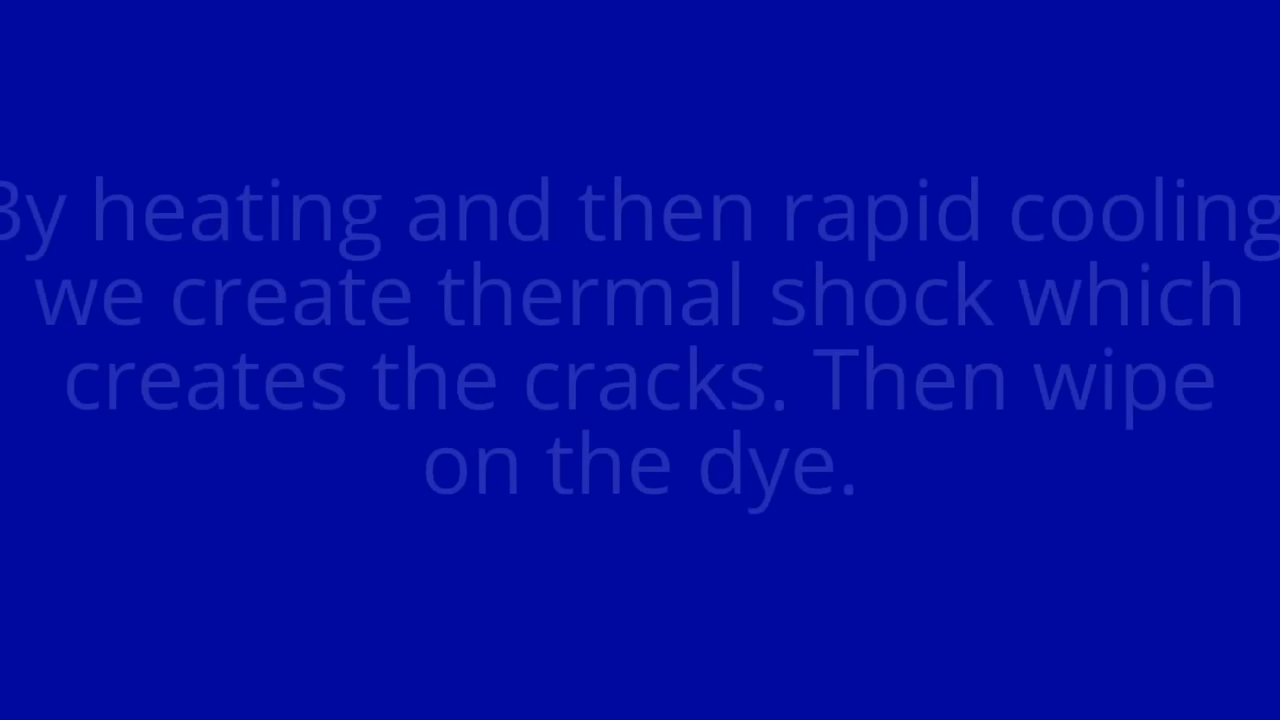 By heating and then rapid cooling
we create thermal shock which
creates the cracks. Then wipe
on the dye.